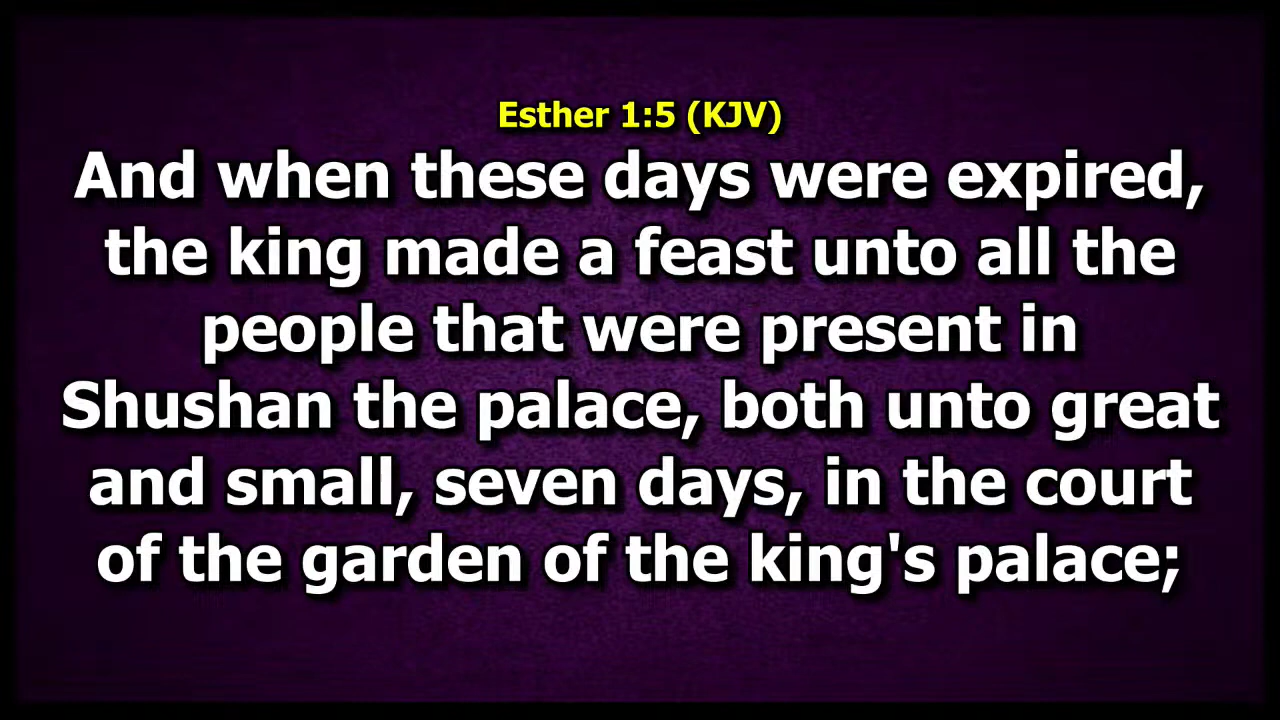 Esther 1:5 (KJV)
And when these days were expired,
the king made a feast unto all the
people that were present in
Shushan the palace, both unto great
and small, seven days, in the court
of the garden of the king's palace;